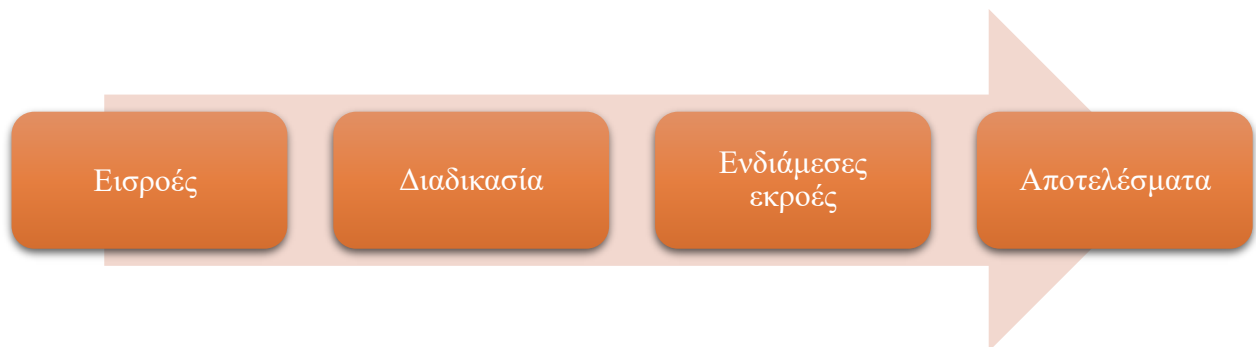 Εισροές
Διαδικασία
Ενδιάμεσες
εκροές
Αποτελέσματα